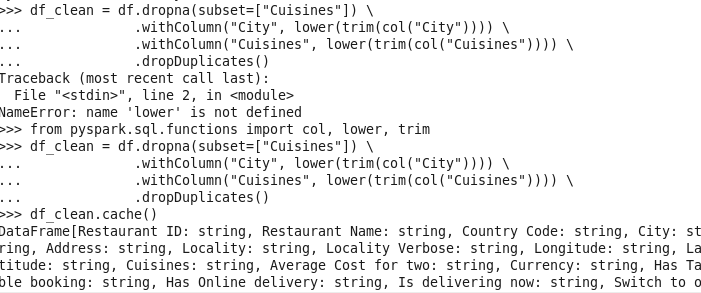 >>> df_clean = df.dropna(subset=["Cuisines"]) \
...              .withColumn("City", lower(trim(col("City")))) \
...              .withColumn("Cuisines", lower(trim(col("Cuisines")))) \
...              .dropDuplicates()
Traceback (most recent call last):
  File "<stdin>", line 2, in <module>
NameError: name 'lower' is not defined
>>> from pyspark.sql.functions import col, lower, trim
>>> df_clean = df.dropna(subset=["Cuisines"]) \
...              .withColumn("City", lower(trim(col("City")))) \
...              .withColumn("Cuisines", lower(trim(col("Cuisines")))) \
...              .dropDuplicates()
>>> df_clean.cache()
DataFrame[Restaurant ID: string, Restaurant Name: string, Country Code: string, City: st
ring, Address: string, Locality: string, Locality Verbose: string, Longitude: string, La
titude: string, Cuisines: string, Average Cost for two: string, Currency: string, Has Ta
ble booking: string, Has Online delivery: string, Is delivering now: string, Switch to o